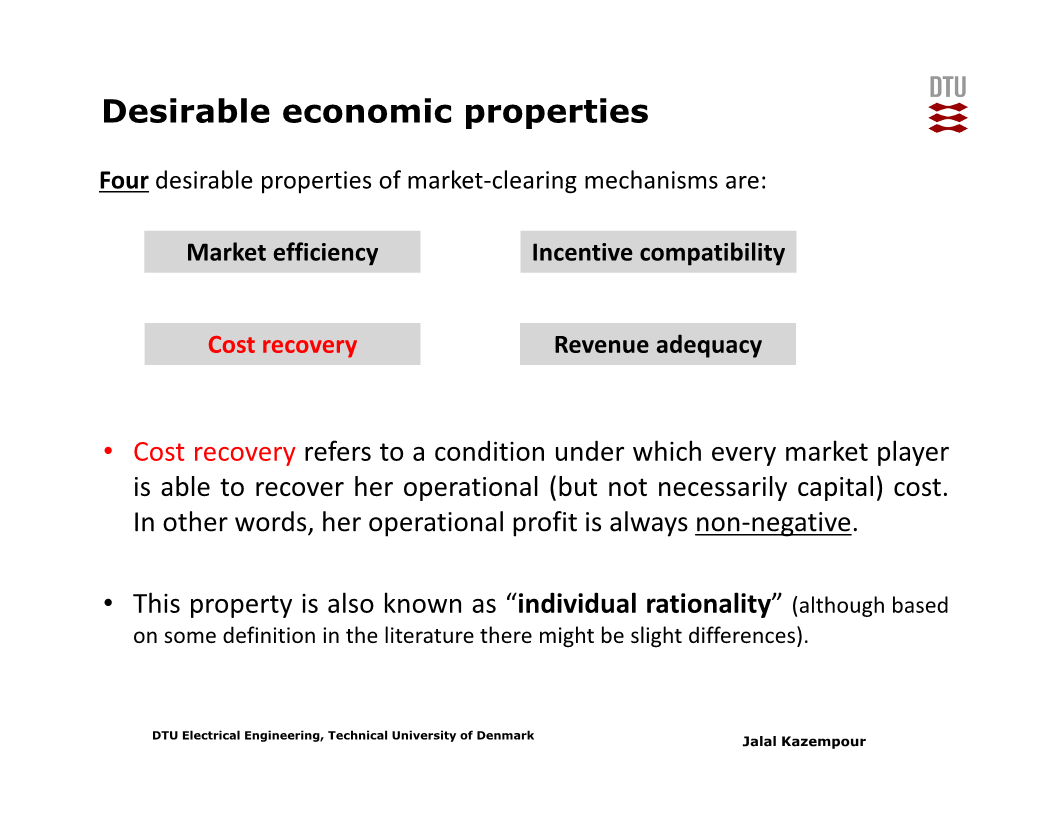 DTU
Desirable economic properties
Four desirable properties of market-clearing mechanisms are:
Market efficiency
Incentive compatibility
Cost recovery
Revenue adequacy
• Cost recovery refers to a condition under which every market player
is able to recover her operational (but not necessarily capital) cost.
In other words, her operational profit is always non-negative.
• This property is also known as “individual rationality” (although based
on some definition in the literature there might be slight differences).
DTU Electrical Engineering, Technical University of Denmark
Jalal Kazempour